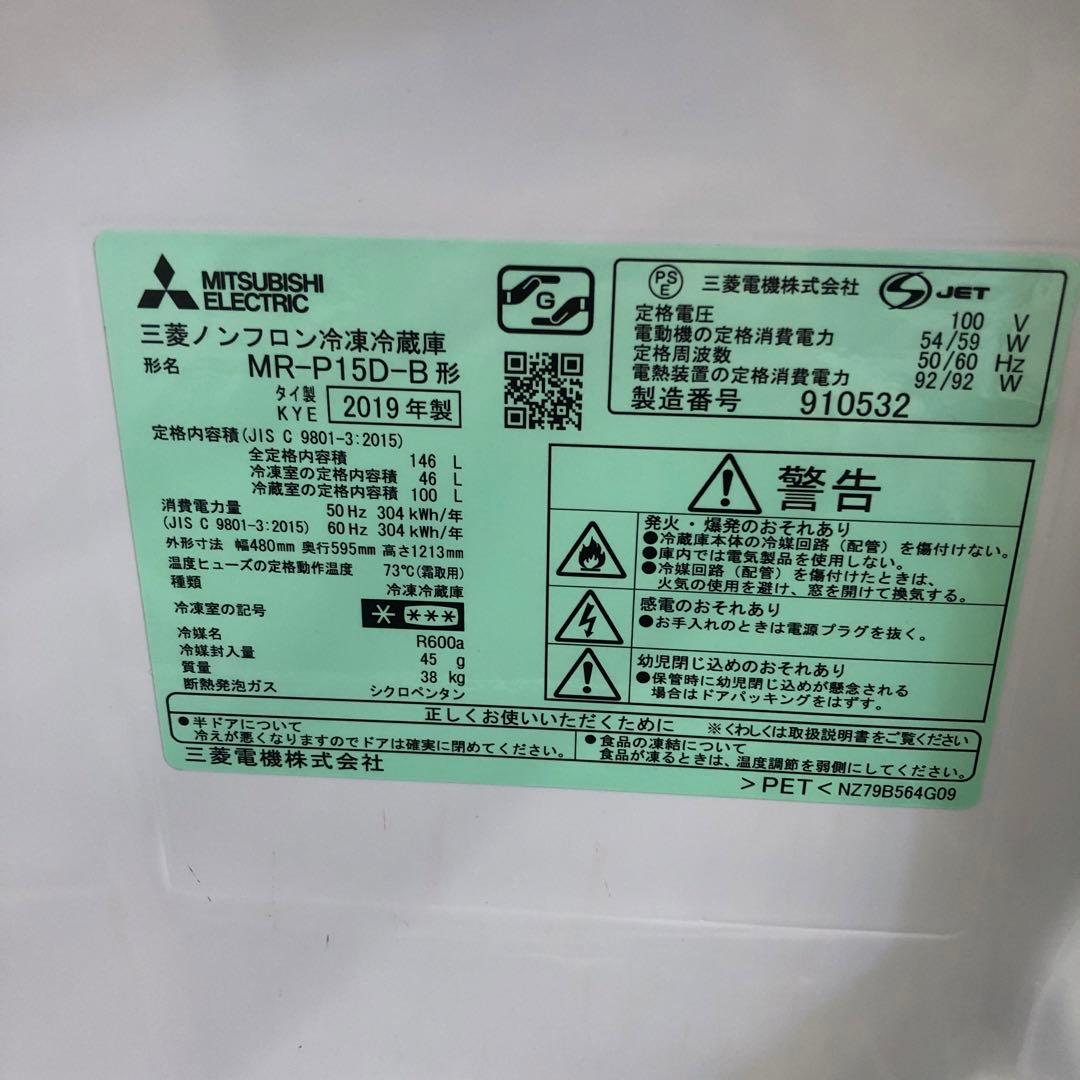 MITSUBISHI
ELECTRIC
三菱ノンフロン冷凍冷蔵庫
形名 MR-P15D-B形
タイ製
KYE 2019年製
定格内容積(JIS C 9801-3:2015)
全定格内容積 146 L
冷凍室の定格内容積 46 L
冷蔵室の定格内容積 100 L
消費電力量 50Hz 304kWh/年
(JIS C 9801-3:2015) 60Hz 304kWh/年
外形寸法 幅480mm 奥行595mm 高さ1213mm
温度ヒューズの定格動作温度 73℃(霜取用)
種類 冷凍冷蔵庫
冷凍室の記号 * ***
冷媒名 R600a
冷媒封入量 45 g
質量 38 kg
断熱発泡ガス シクロペンタン
G
PSE 三菱電機株式会社 JET
定格電圧 100 V
電動機の定格消費電力 54/59 W
定格周波数 50/60 Hz
電熱装置の定格消費電力 92/92 W
製造番号 910532
警告
発火・爆発のおそれあり
●冷蔵庫本体の冷媒回路(配管)を傷付けない。
●庫内では電気製品を使用しない。
●冷媒回路(配管)を傷付けたときは、
火気の使用を避け、窓を開けて換気する。
感電のおそれあり
●お手入れのときは電源プラグを抜く。
幼児閉じ込めのおそれあり
●保管時に幼児閉じ込めが懸念される
場合はドアパッキングをはずす。
正しくお使いいただくために ※くわしくは取扱説明書をご覧ください
●半ドアについて
冷えが悪くなりますのでドアは確実に閉めてください。
●食品の凍結について
食品が凍るときは、温度調節を弱側にしてください。
三菱電機株式会社
>PET< NZ79B564G09